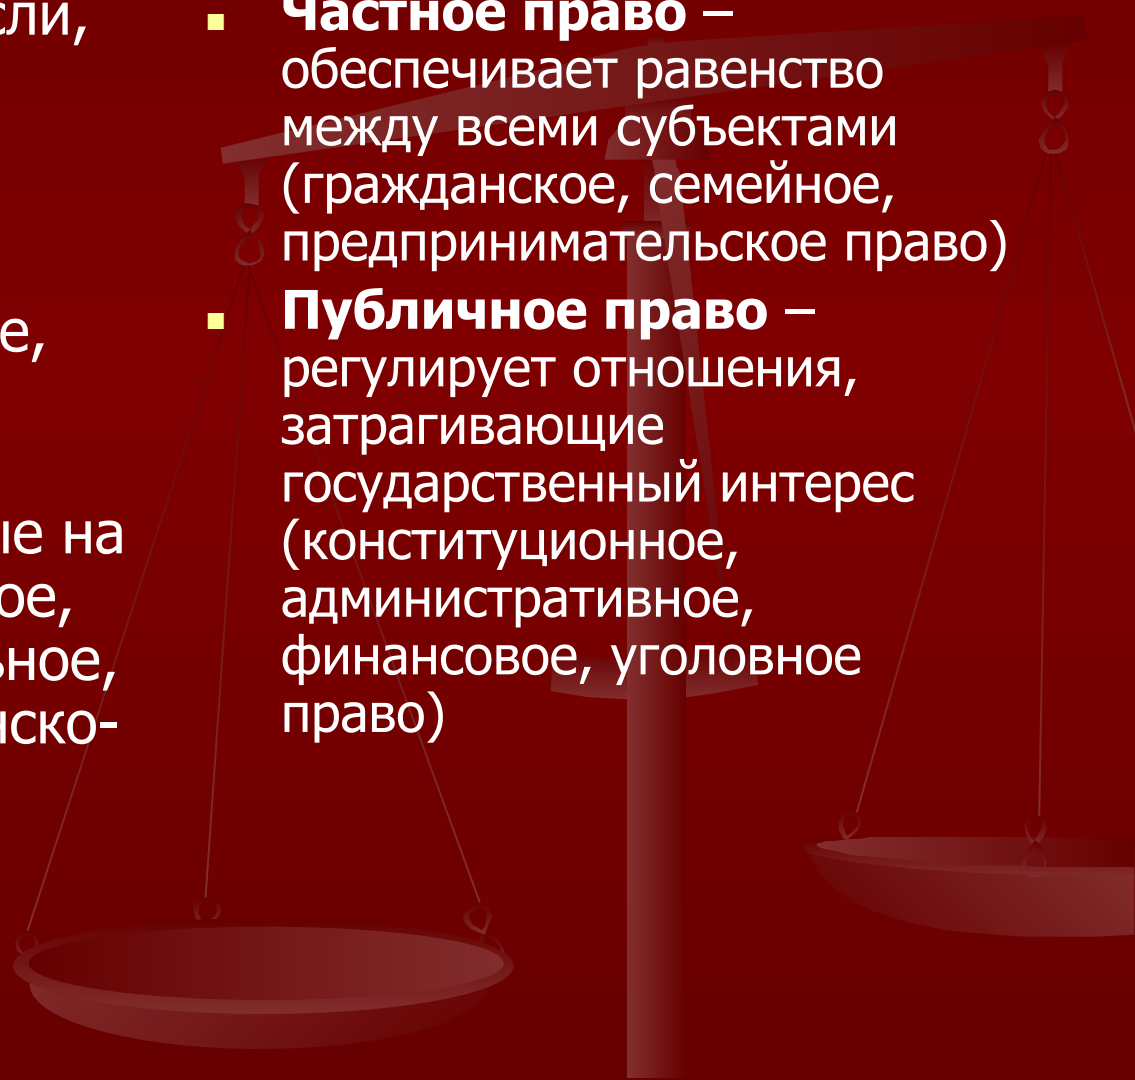 Частное право –
обеспечивает равенство
между всеми субъектами
(гражданское, семейное,
предпринимательское право)
Публичное право –
регулирует отношения,
затрагивающие
государственный интерес
(конституционное,
административное,
финансовое, уголовное
право)
на